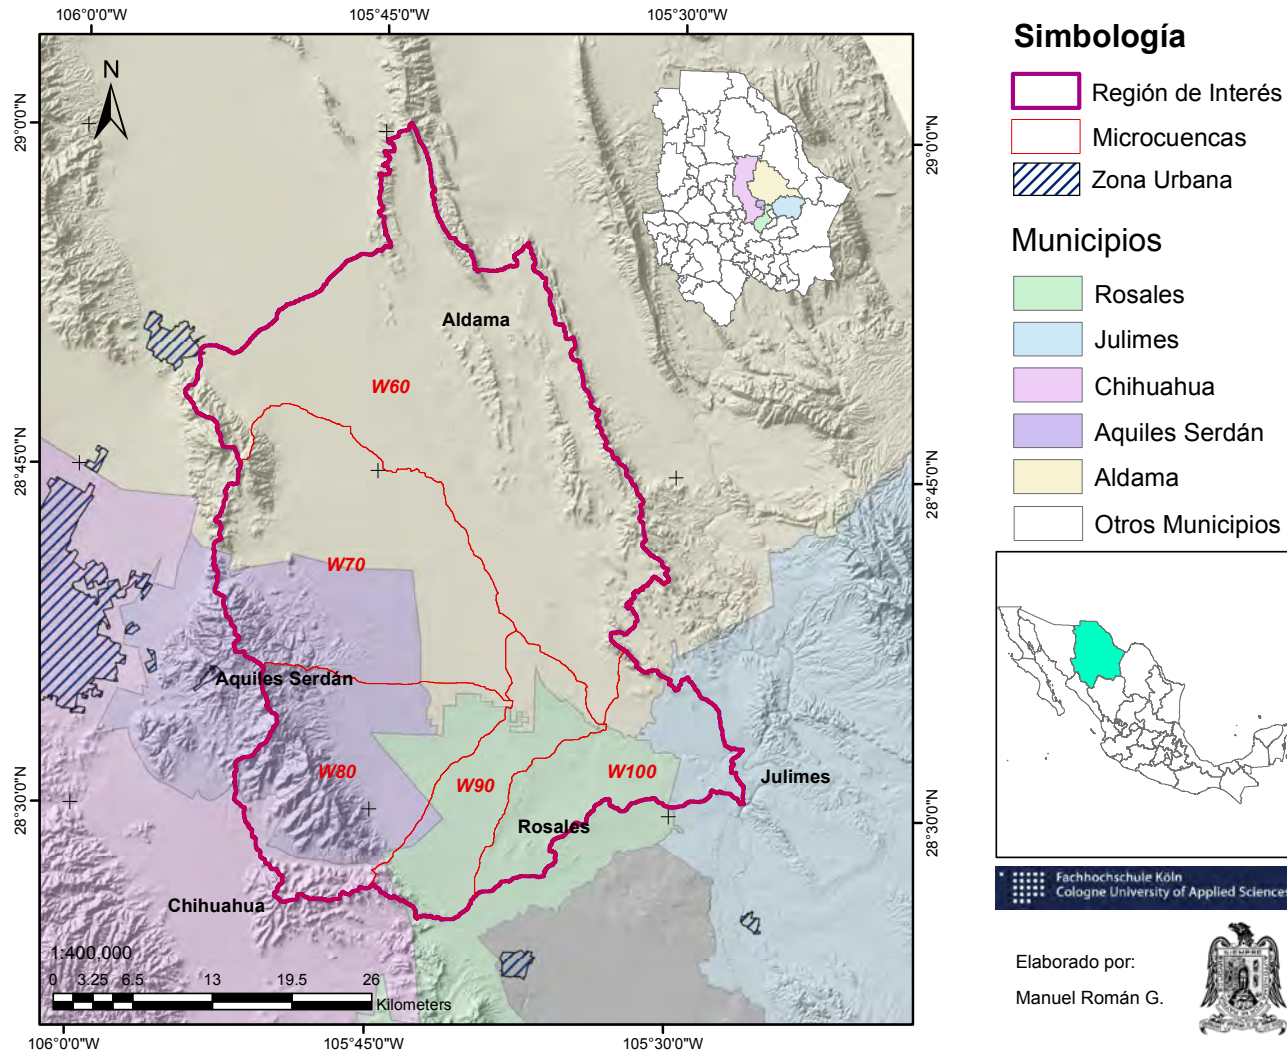 106°0'0"W
105°45'0"W
105°30'0"W
29°0'0"N
28°45'0"N
28°30'0"N
N
Aldama
W60
W70
Aquiles Serdán
W80
W90
W100
Julimes
Rosales
Chihuahua
1:400,000
0 3.25 6.5 13 19.5 26
Kilometers
29°0'0"N
28°45'0"N
28°30'0"N
106°0'0"W
105°45'0"W
105°30'0"W
Simbología
Región de Interés
Microcuencas
Zona Urbana
Municipios
Rosales
Julimes
Chihuahua
Aquiles Serdán
Aldama
Otros Municipios
Fachhochschule Köln
Cologne University of Applied Sciences
Elaborado por:
Manuel Román G.
SIEMPRE